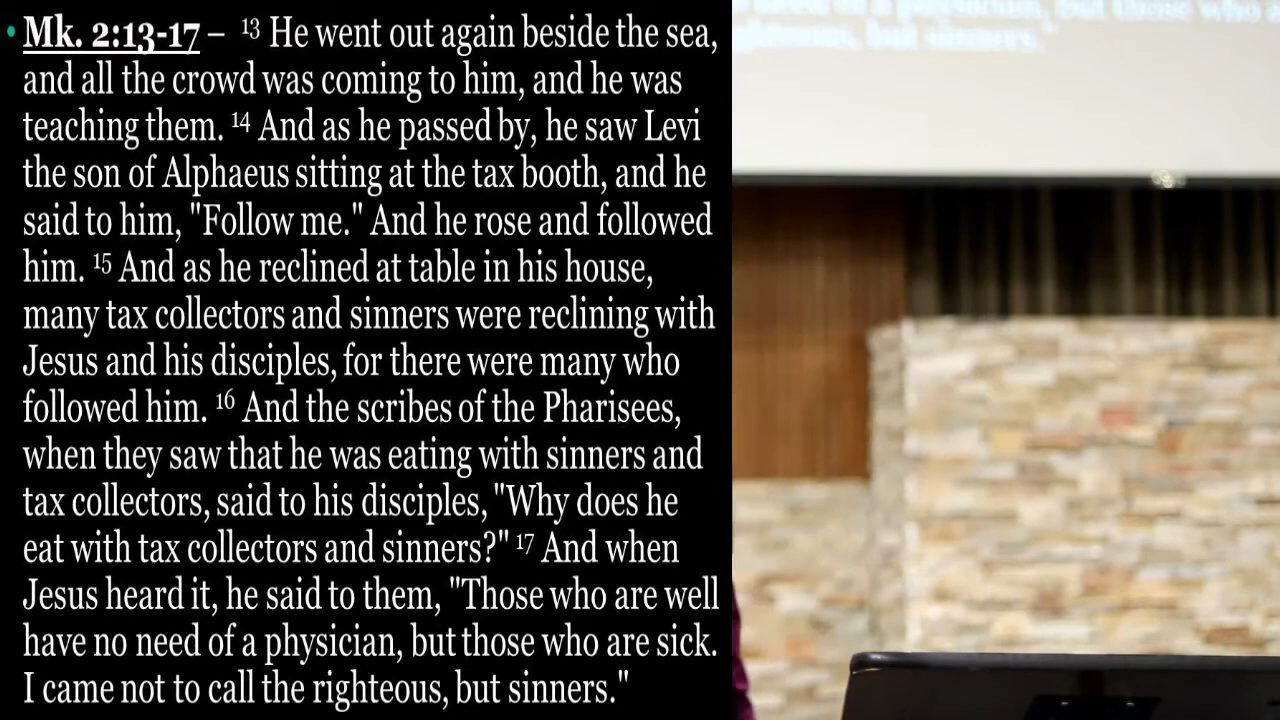 • Mk. 2:13-17 – 13 He went out again beside the sea,
and all the crowd was coming to him, and he was
teaching them. 14 And as he passed by, he saw Levi
the son of Alphaeus sitting at the tax booth, and he
said to him, "Follow me." And he rose and followed
him. 15 And as he reclined at table in his house,
many tax collectors and sinners were reclining with
Jesus and his disciples, for there were many who
followed him. 16 And the scribes of the Pharisees,
when they saw that he was eating with sinners and
tax collectors, said to his disciples, "Why does he
eat with tax collectors and sinners?" 17 And when
Jesus heard it, he said to them, "Those who are well
have no need of a physician, but those who are sick.
I came not to call the righteous, but sinners."
but those who a
but sinners."